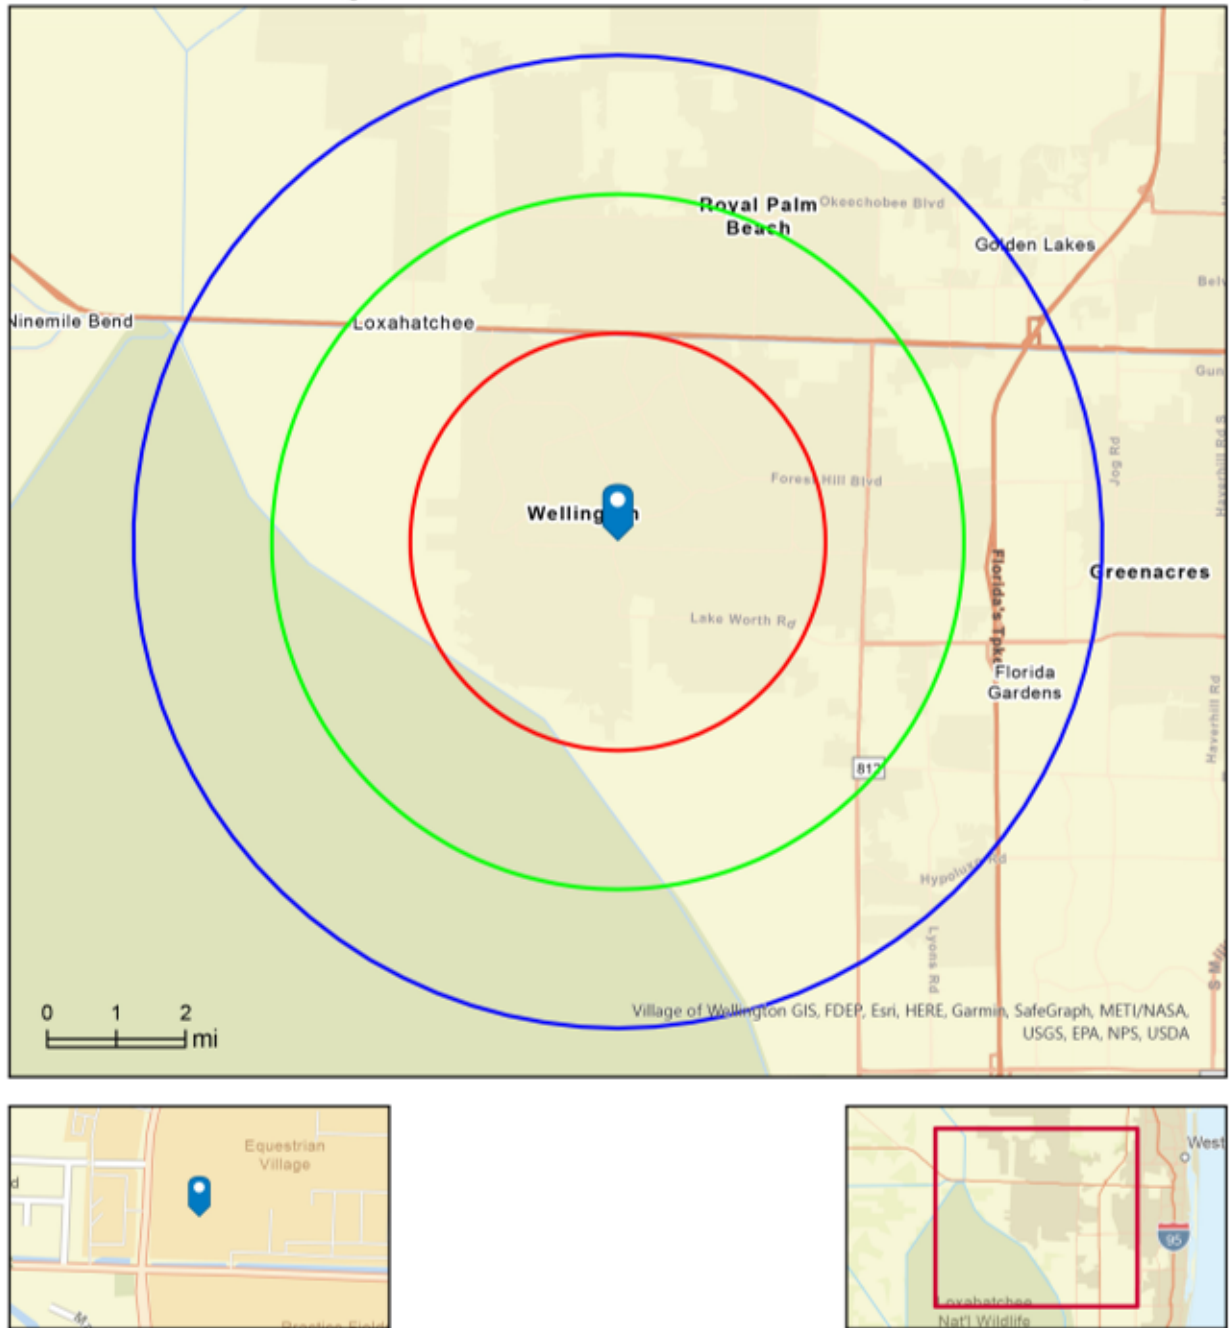 Royal Palm
Beach
Okeechobee Blvd
Golden Lakes
Ninemile Bend
Loxahatchee
Gun
Jog Rd
Forest Hill Blvd
Wellington
Greenacres
Florida's Tpke
Lake Worth Rd
Florida
Gardens
Haverhill Rd
812
Hypoluxo Rd
Lyons Rd
0 1 2
mi
Village of Wellington GIS, FDEP, Esri, HERE, Garmin, SafeGraph, METI/NASA,
USGS, EPA, NPS, USDA
Equestrian
Village
d
West
95
Loxahatchee
Nat'l Wildlife